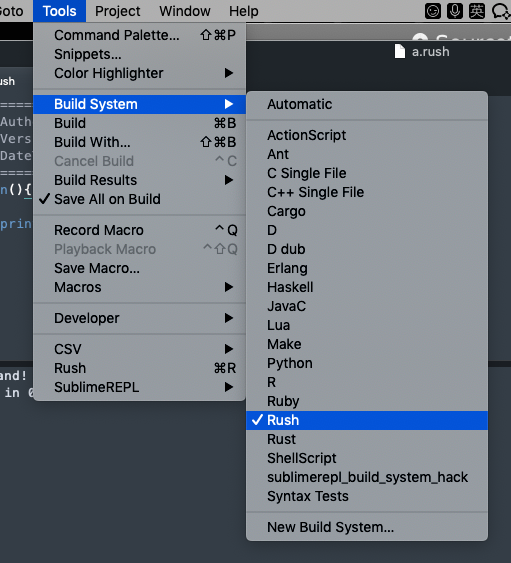 Goto Tools Project Window Help 英
a.rush
Command Palette... ⇧⌘P
Snippets...
Color Highlighter
Build System
Build ⌘B
Build With... ⇧⌘B
Cancel Build ^C
Build Results
✓ Save All on Build
Record Macro ^Q
Playback Macro ^⇧Q
Save Macro...
Macros
Developer
CSV
Rush ⌘R
SublimeREPL
Automatic
ActionScript
Ant
C Single File
C++ Single File
Cargo
D
D dub
Erlang
Haskell
JavaC
Lua
Make
Python
R
Ruby
✓ Rush
Rust
ShellScript
sublimerepl_build_system_hack
Syntax Tests
New Build System...
ush
====
Auth
Vers
Date
====
n(){
prin
and!
in 0